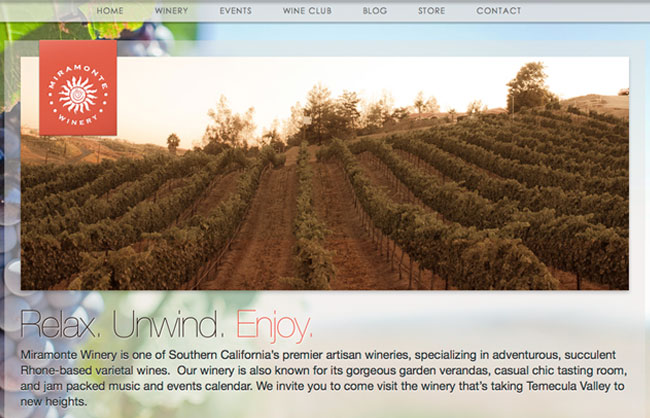 HOME WINERY EVENTS WINE CLUB BLOG STORE CONTACT
MIRAMONTE
WINERY
Relax. Unwind. Enjoy.
Miramonte Winery is one of Southern California's premier artisan wineries, specializing in adventurous, succulent
Rhone-based varietal wines.  Our winery is also known for its gorgeous garden verandas, casual chic tasting room,
and jam packed music and events calendar. We invite you to come visit the winery that's taking Temecula Valley to
new heights.